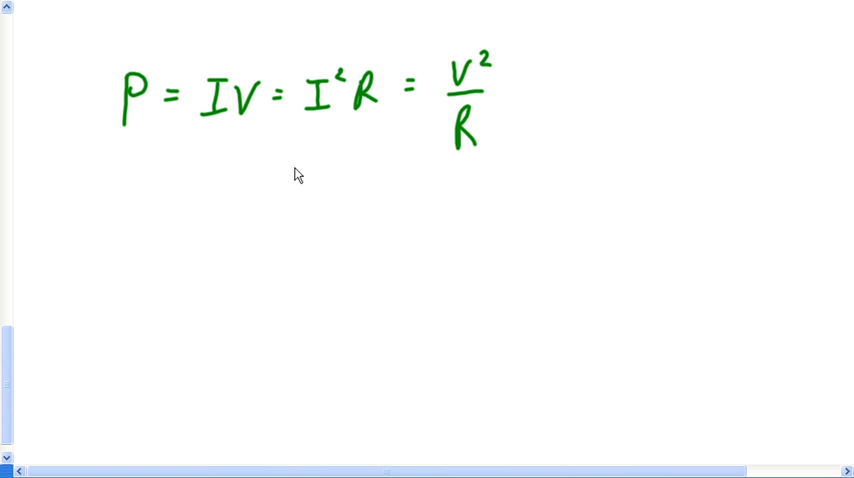 P = IV = I²R = V²/R